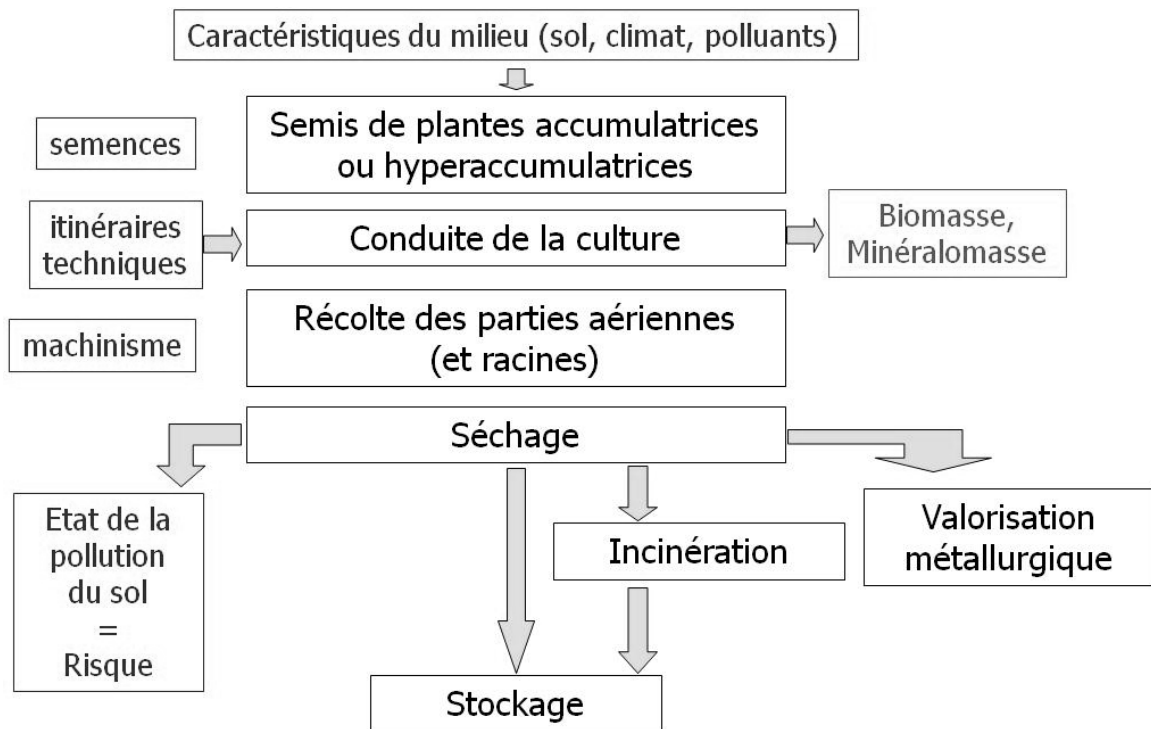 Caractéristiques du milieu (sol, climat, polluants)
semences
Semis de plantes accumulatrices
ou hyperaccumulatrices
itinéraires
techniques
Conduite de la culture
Biomasse,
Minéralomasse
machinisme
Récolte des parties aériennes
(et racines)
Séchage
Etat de la
pollution
du sol
=
Risque
Incinération
Valorisation
métallurgique
Stockage